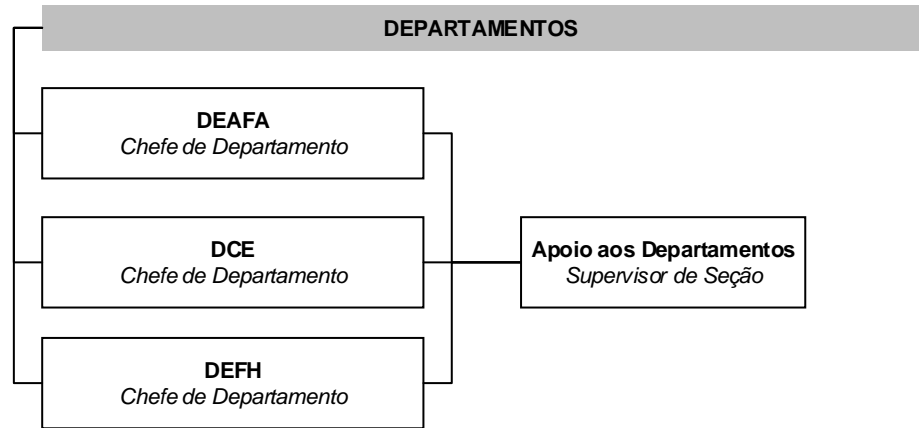 DEPARTAMENTOS
DEAFA
Chefe de Departamento
DCE
Chefe de Departamento
Apoio aos Departamentos
Supervisor de Seção
DEFH
Chefe de Departamento